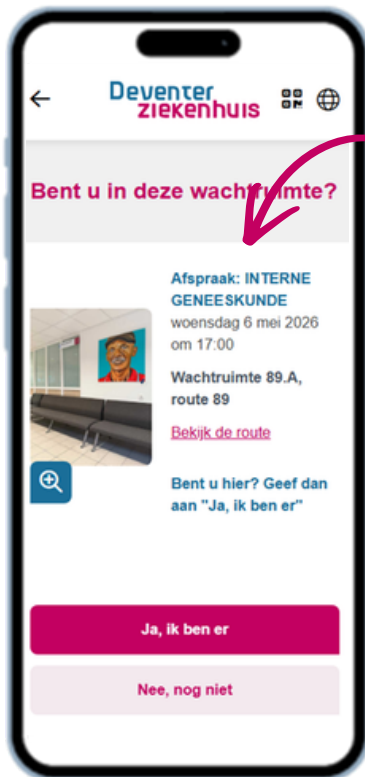 Deventer
ziekenhuis
Bent u in deze wachtruimte?
Afspraak: INTERNE
GENEESKUNDE
woensdag 6 mei 2026
om 17:00
Wachtruimte 89.A,
route 89
Bekijk de route
Bent u hier? Geef dan
aan "Ja, ik ben er"
Ja, ik ben er
Nee, nog niet